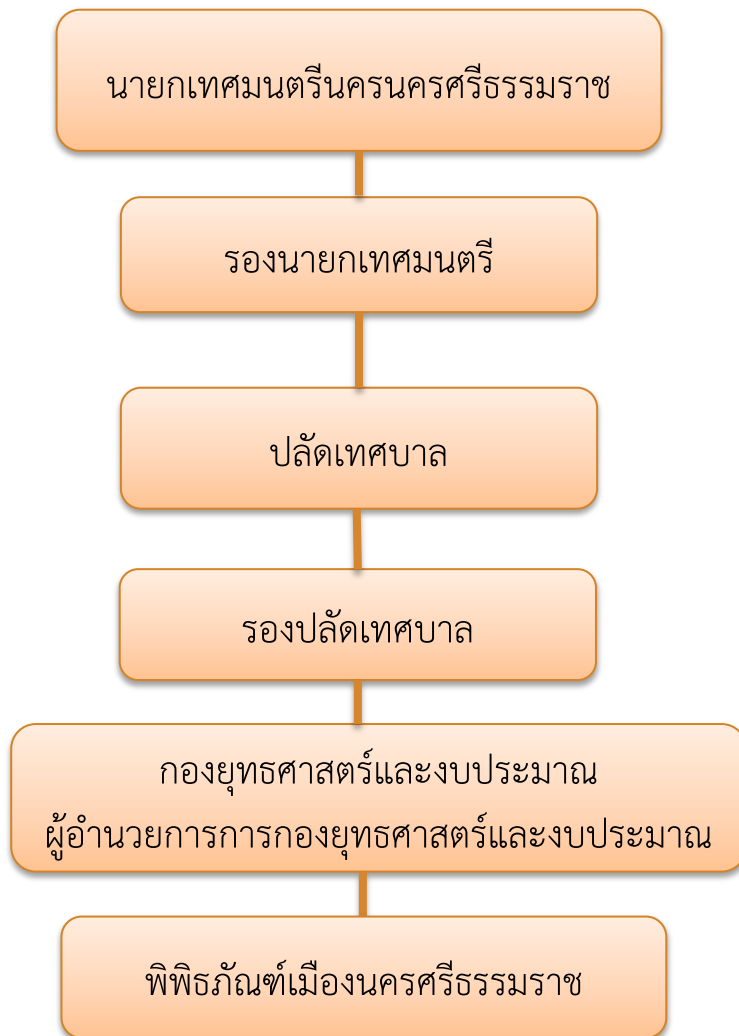 นายกเทศมนตรีนครนครศรีธรรมราช
รองนายกเทศมนตรี
ปลัดเทศบาล
รองปลัดเทศบาล
กองยุทธศาสตร์และงบประมาณ
ผู้อำนวยการการกองยุทธศาสตร์และงบประมาณ
พิพิธภัณฑ์เมืองนครศรีธรรมราช